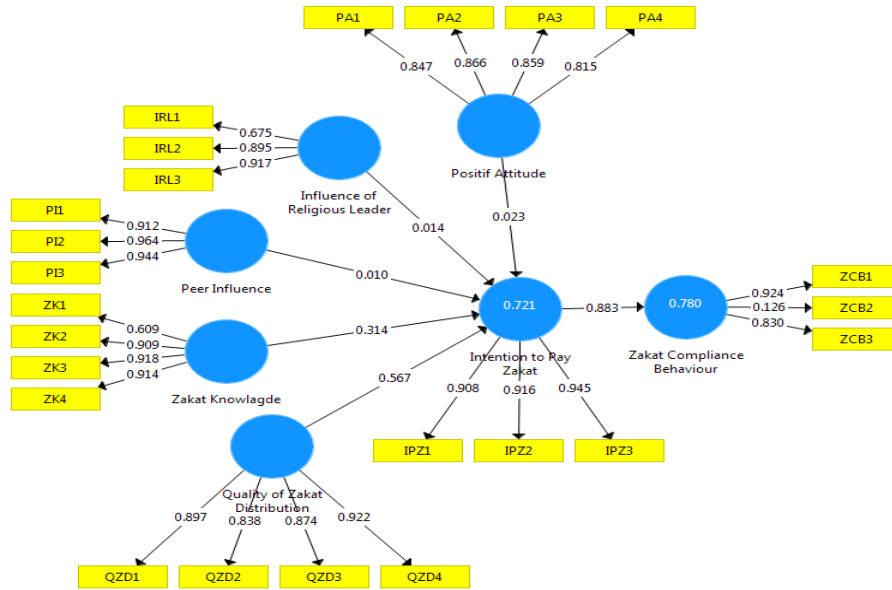 PA1
PA2
PA3
PA4
0.847
0.866
0.859
0.815
Positif Attitude
IRL1
IRL2
IRL3
0.675
0.895
0.917
Influence of
Religious Leader
0.014
0.023
PI1
PI2
PI3
0.912
0.964
0.944
Peer Influence
0.010
ZK1
ZK2
ZK3
ZK4
0.609
0.909
0.918
0.914
Zakat Knowlagde
0.314
0.721
Intention to Pay
Zakat
0.883
0.780
Zakat Compliance
Behaviour
0.924
0.126
0.830
ZCB1
ZCB2
ZCB3
0.567
0.908
0.916
0.945
IPZ1
IPZ2
IPZ3
Quality of Zakat
Distribution
0.897
0.838
0.874
0.922
QZD1
QZD2
QZD3
QZD4